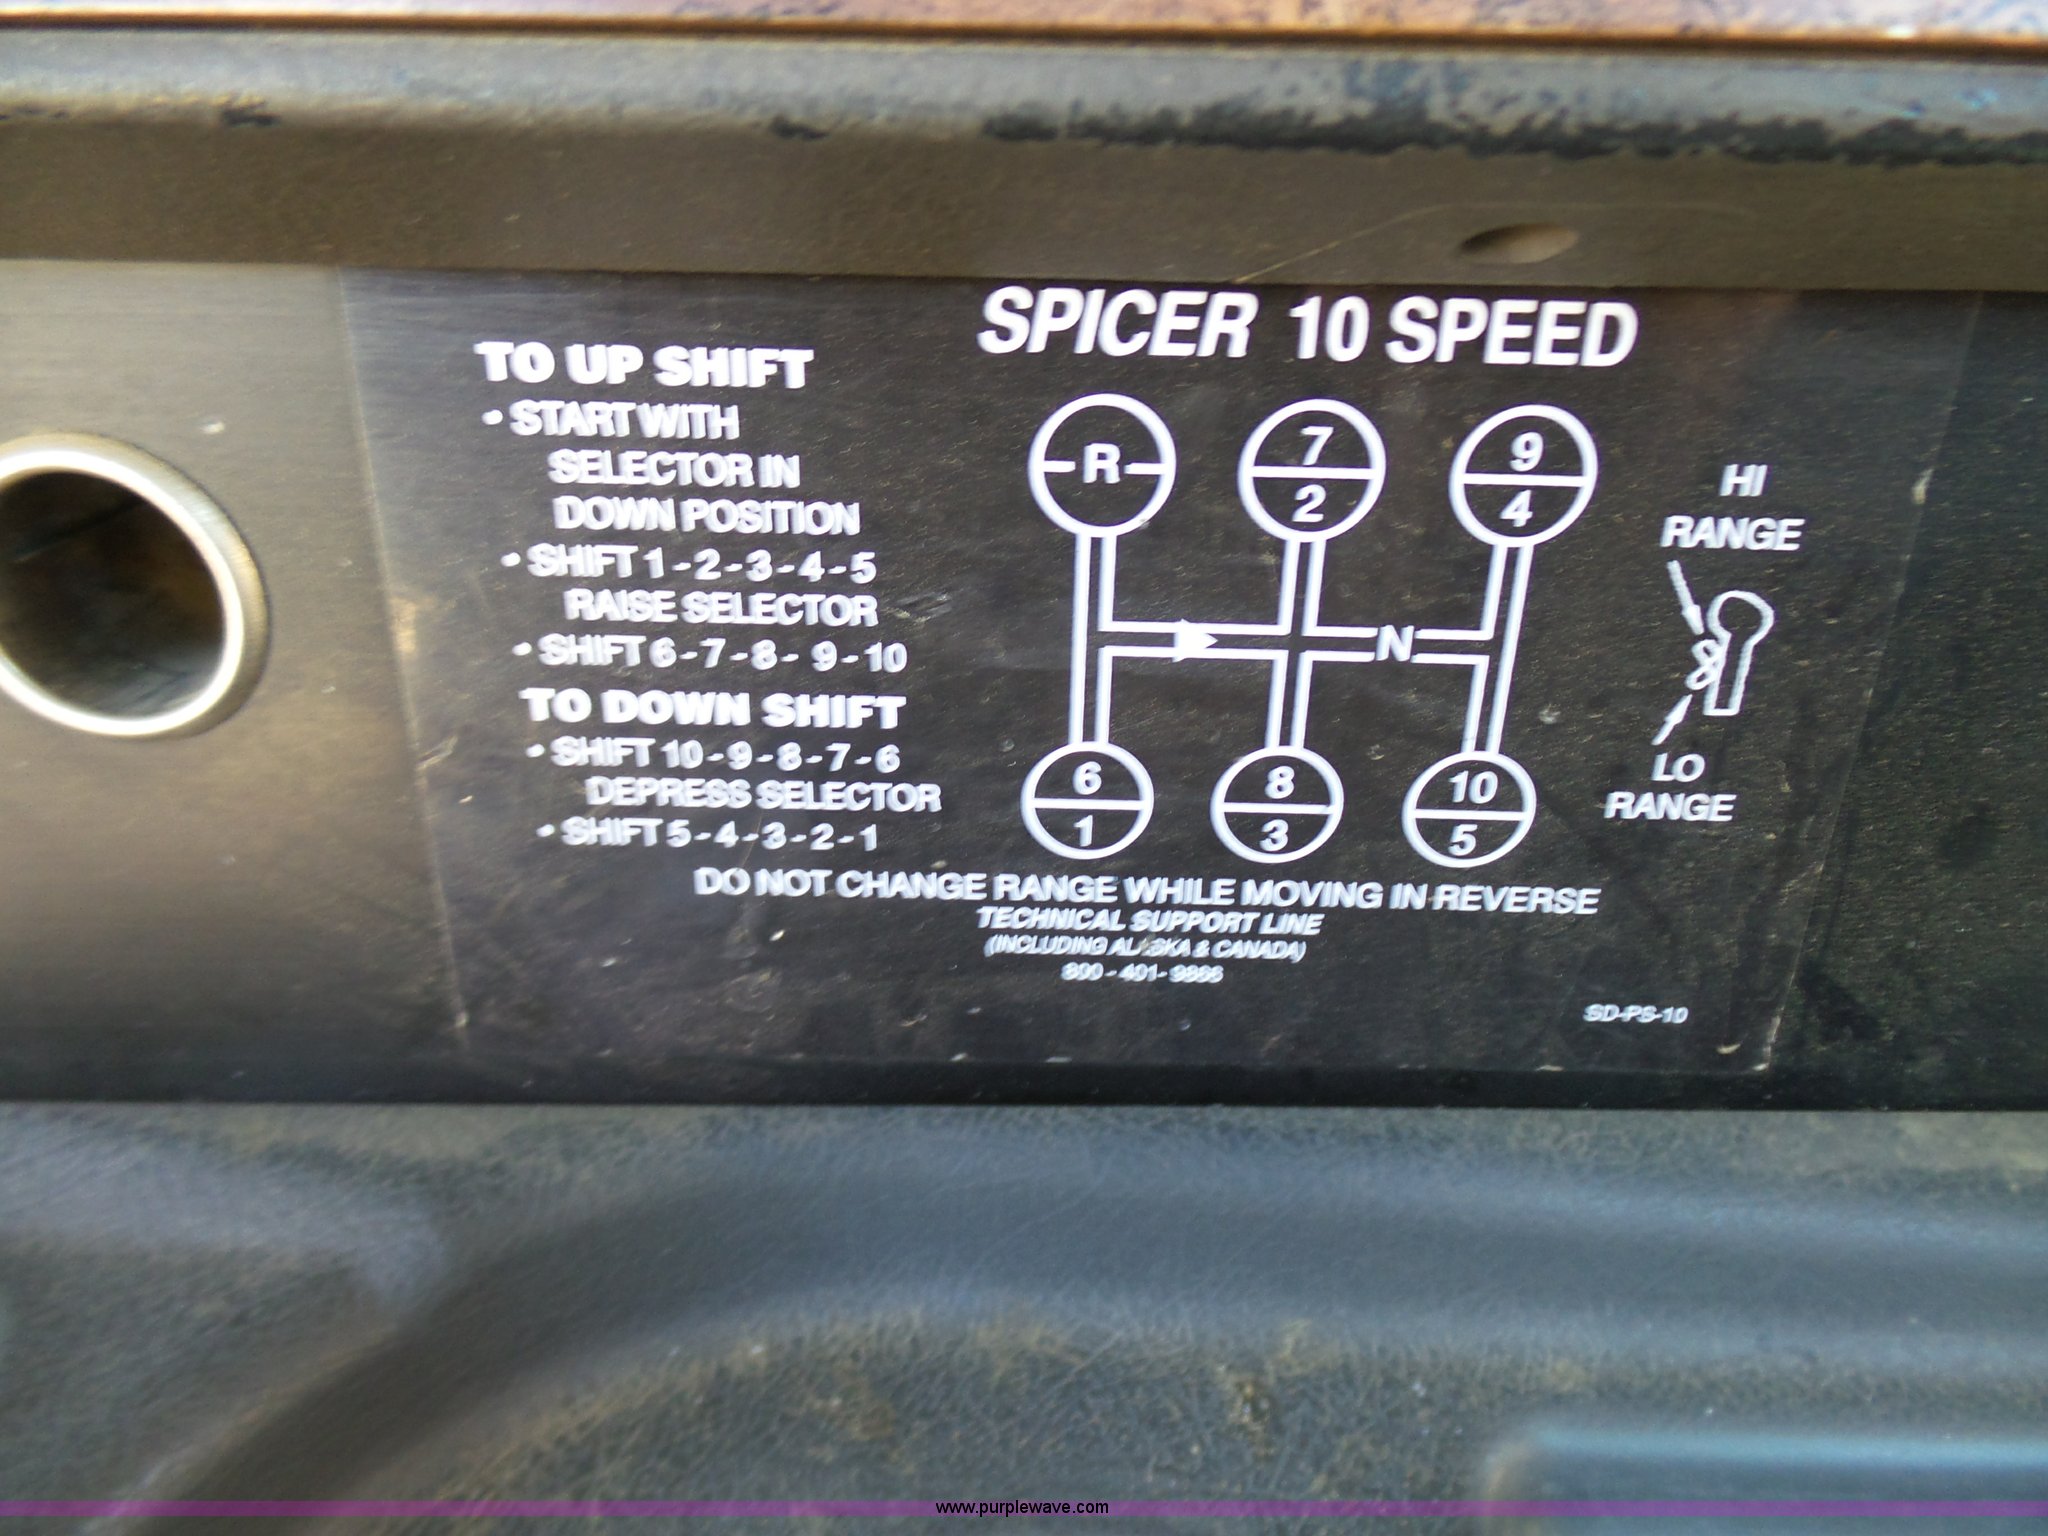 SPICER 10 SPEED
TO UP SHIFT
• START WITH
SELECTOR IN
DOWN POSITION
• SHIFT 1 - 2 - 3 - 4 - 5
RAISE SELECTOR
• SHIFT 6 - 7 - 8 - 9 - 10
TO DOWN SHIFT
• SHIFT 10 - 9 - 8 - 7 - 6
DEPRESS SELECTOR
• SHIFT 5 - 4 - 3 - 2 - 1
R
7
2
9
4
N
6
1
8
3
10
5
HI
RANGE
LO
RANGE
DO NOT CHANGE RANGE WHILE MOVING IN REVERSE
TECHNICAL SUPPORT LINE
(INCLUDING ALASKA & CANADA)
800 - 401 - 9866
SD-PS-10
www.purplewave.com